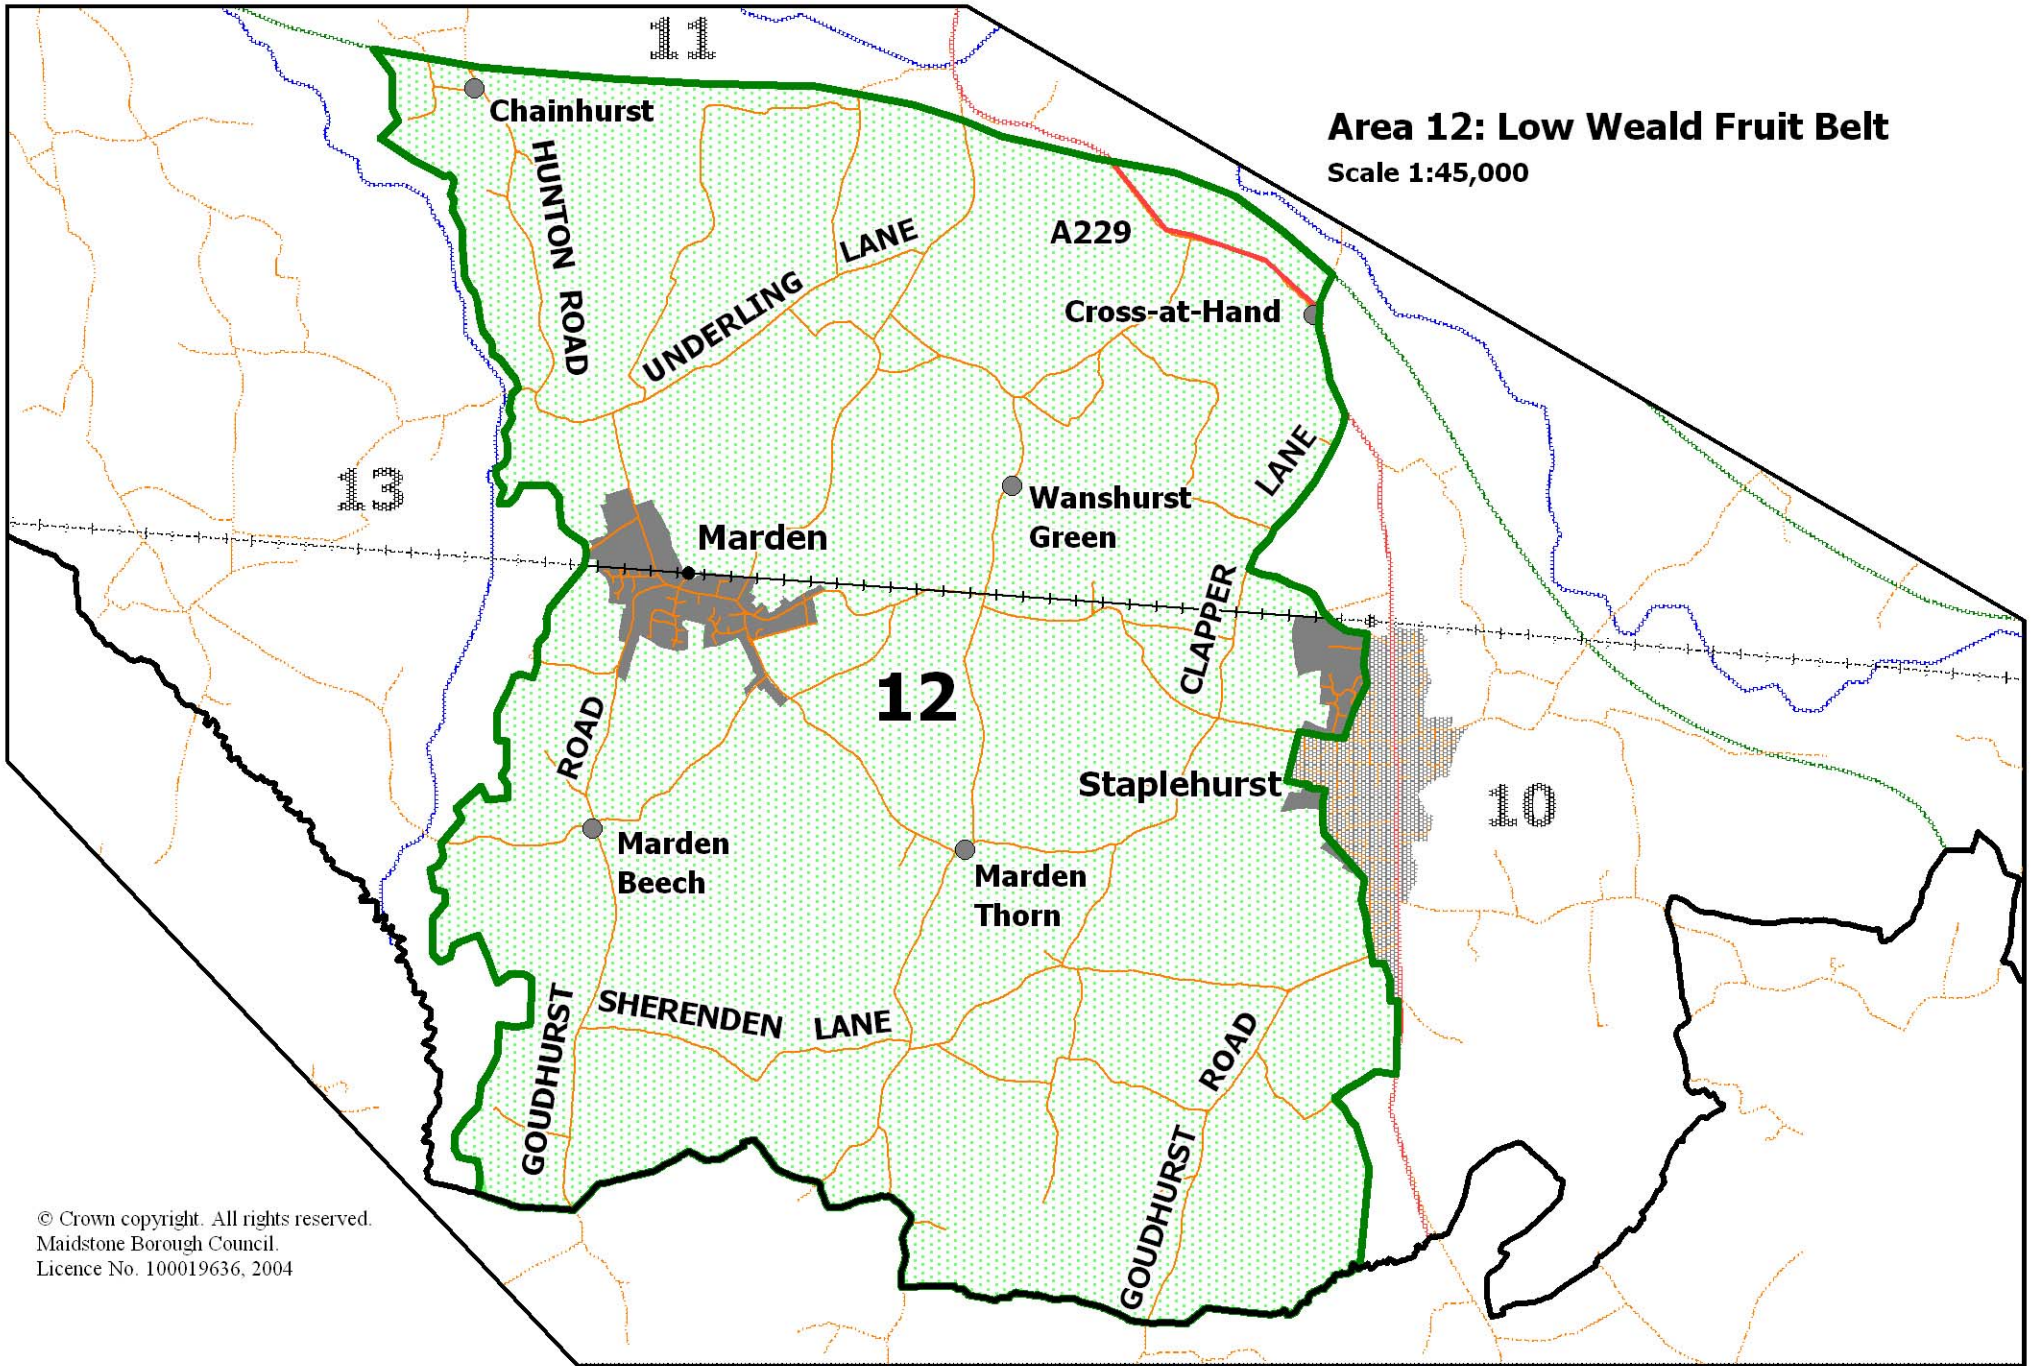 11
Area 12: Low Weald Fruit Belt
Scale 1:45,000
Chainhurst
HUNTON ROAD
UNDERLING LANE
A229
Cross-at-Hand
LANE
13
Wanshurst
Green
Marden
CLAPPER
12
ROAD
Staplehurst
10
Marden
Beech
Marden
Thorn
SHERENDEN LANE
GOUDHURST
ROAD
GOUDHURST
© Crown copyright. All rights reserved.
Maidstone Borough Council.
Licence No. 100019636, 2004